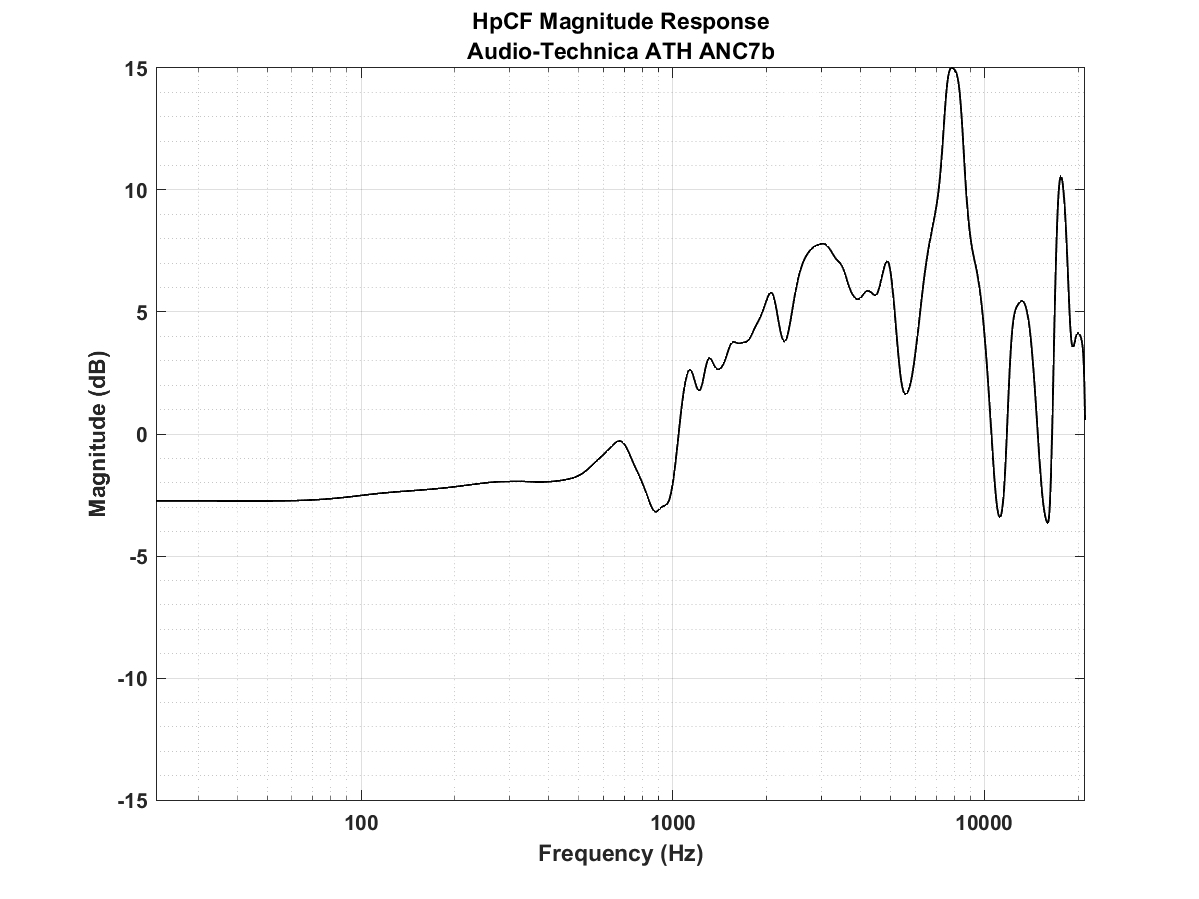 HpCF Magnitude Response
Audio-Technica ATH ANC7b
15
10
5
0
-5
-10
-15
Magnitude (dB)
100
1000
10000
Frequency (Hz)